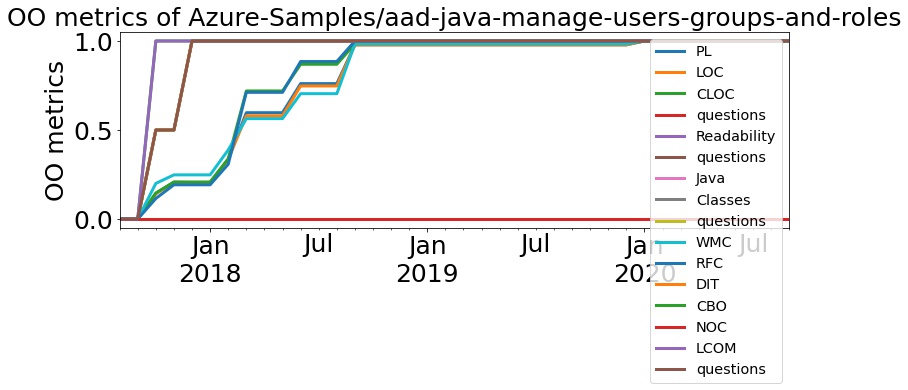 OO metrics of Azure-Samples/aad-java-manage-users-groups-and-roles
OO metrics
1.0
0.5
0.0
Jan
2018
Jul
Jan
2019
Jul
Jan
2020
Jul
PL
LOC
CLOC
questions
Readability
questions
Java
Classes
questions
WMC
RFC
DIT
CBO
NOC
LCOM
questions